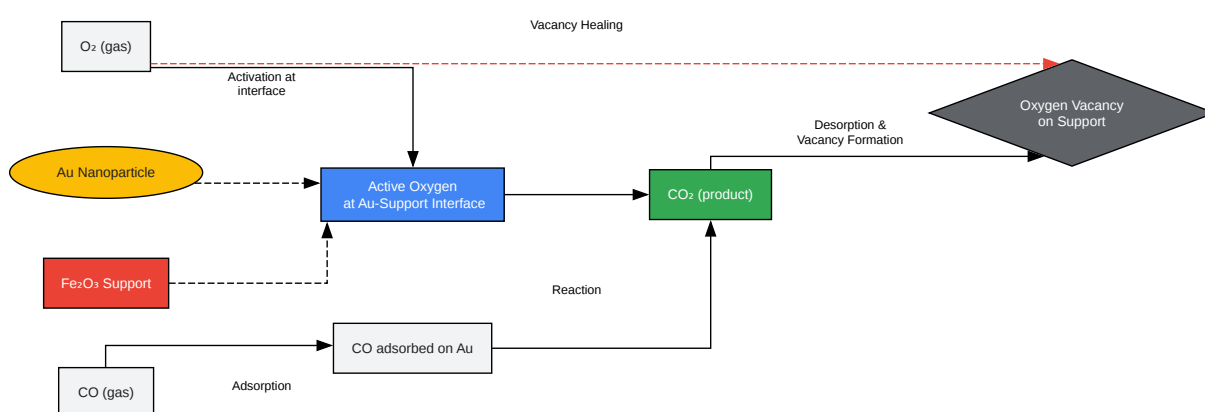 Vacancy Healing
O₂ (gas)
Activation at
interface
Oxygen Vacancy
on Support
Desorption &
Vacancy Formation
Au Nanoparticle
Active Oxygen
at Au-Support Interface
CO₂ (product)
Fe₂O₃ Support
Reaction
CO adsorbed on Au
Adsorption
CO (gas)